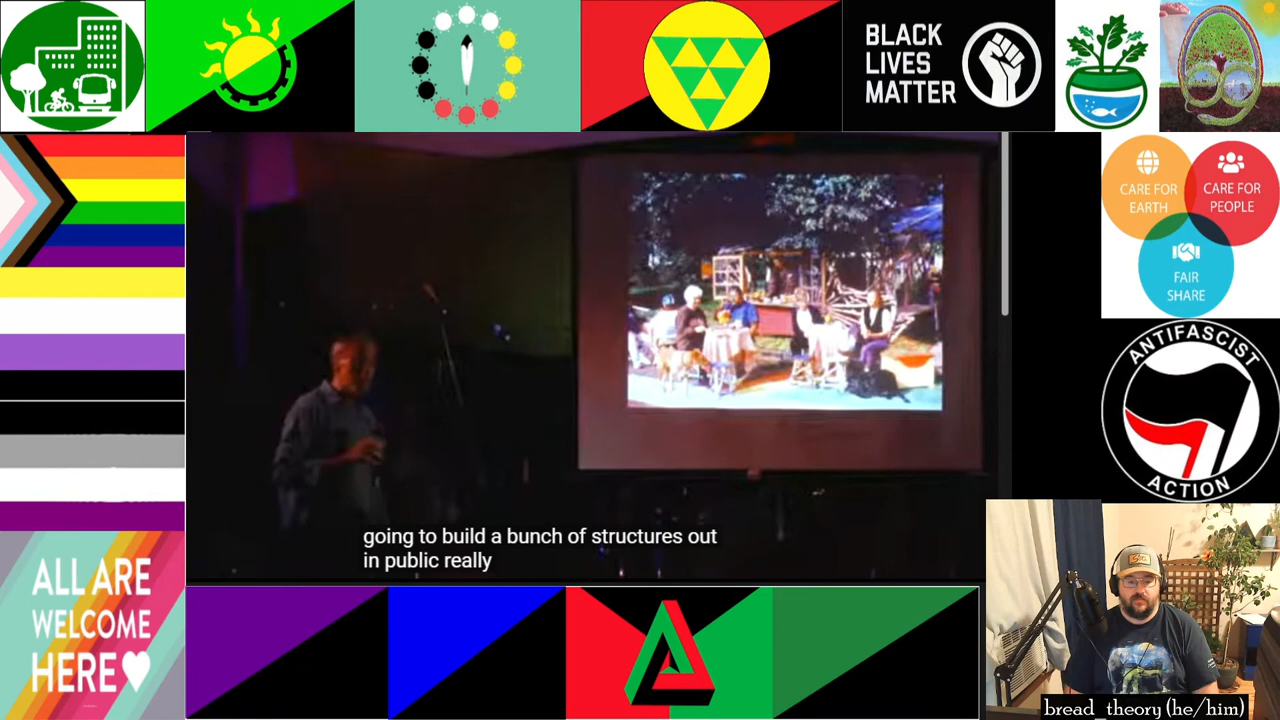 BLACK
LIVES
MATTER
CARE FOR
EARTH
CARE FOR
PEOPLE
FAIR
SHARE
ANTIFASCIST
ACTION
going to build a bunch of structures out
in public really
ALL ARE
WELCOME
HERE
bread_theory (he/him)